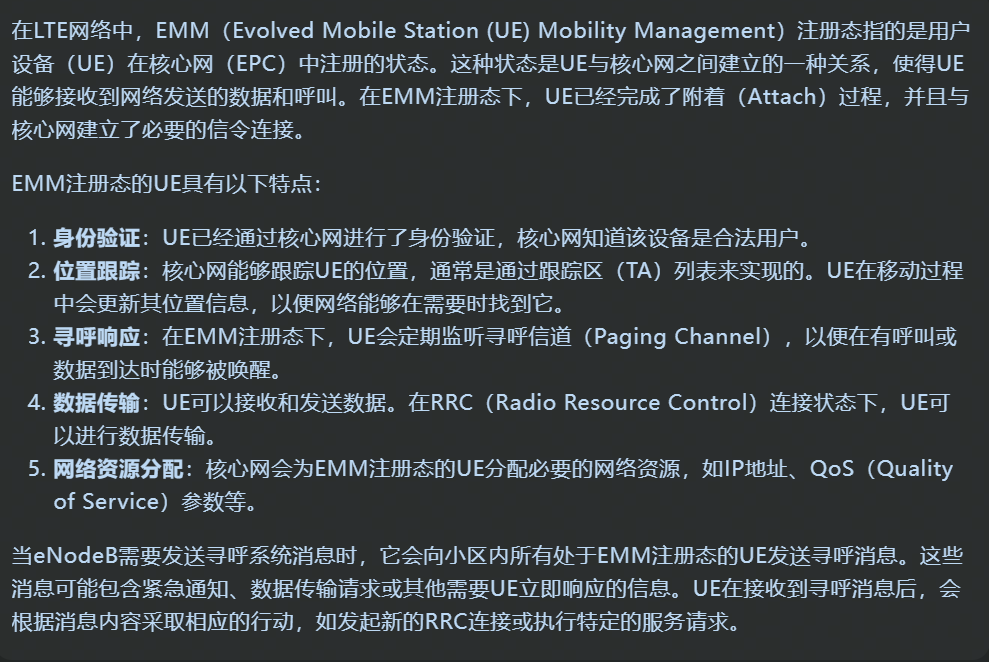 在LTE网络中，EMM（Evolved Mobile Station (UE) Mobility Management）注册态指的是用户
设备（UE）在核心网（EPC）中注册的状态。这种状态是UE与核心网之间建立的一种关系，使得UE
能够接收到网络发送的数据和呼叫。在EMM注册态下，UE已经完成了附着（Attach）过程，并且与
核心网建立了必要的信令连接。
EMM注册态的UE具有以下特点：
1. 身份验证：UE已经通过核心网进行了身份验证，核心网知道该设备是合法用户。
2. 位置跟踪：核心网能够跟踪UE的位置，通常是通过跟踪区（TA）列表来实现的。UE在移动过程
中会更新其位置信息，以便网络能够在需要时找到它。
3. 寻呼响应：在EMM注册态下，UE会定期监听寻呼信道（Paging Channel），以便在有呼叫或
数据到达时能够被唤醒。
4. 数据传输：UE可以接收和发送数据。在RRC（Radio Resource Control）连接状态下，UE可
以进行数据传输。
5. 网络资源分配：核心网会为EMM注册态的UE分配必要的网络资源，如IP地址、QoS（Quality
of Service）参数等。
当eNodeB需要发送寻呼系统消息时，它会向小区内所有处于EMM注册态的UE发送寻呼消息。这些
消息可能包含紧急通知、数据传输请求或其他需要UE立即响应的信息。UE在接收到寻呼消息后，会
根据消息内容采取相应的行动，如发起新的RRC连接或执行特定的服务请求。